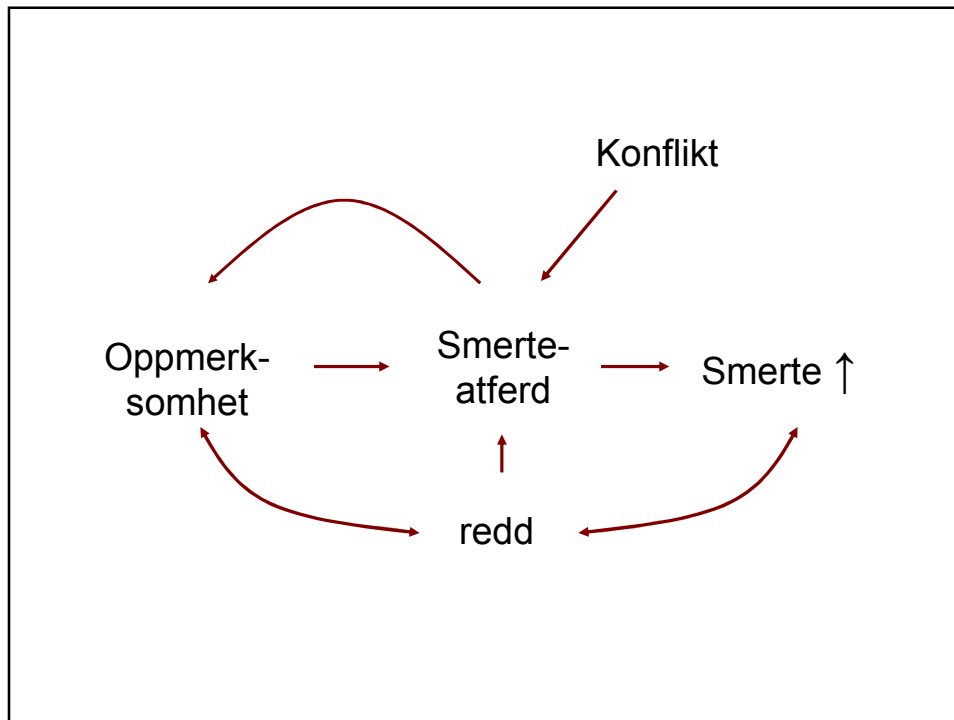 Konflikt
Oppmerk-
somhet
Smerte-
atferd
Smerte ↑
redd